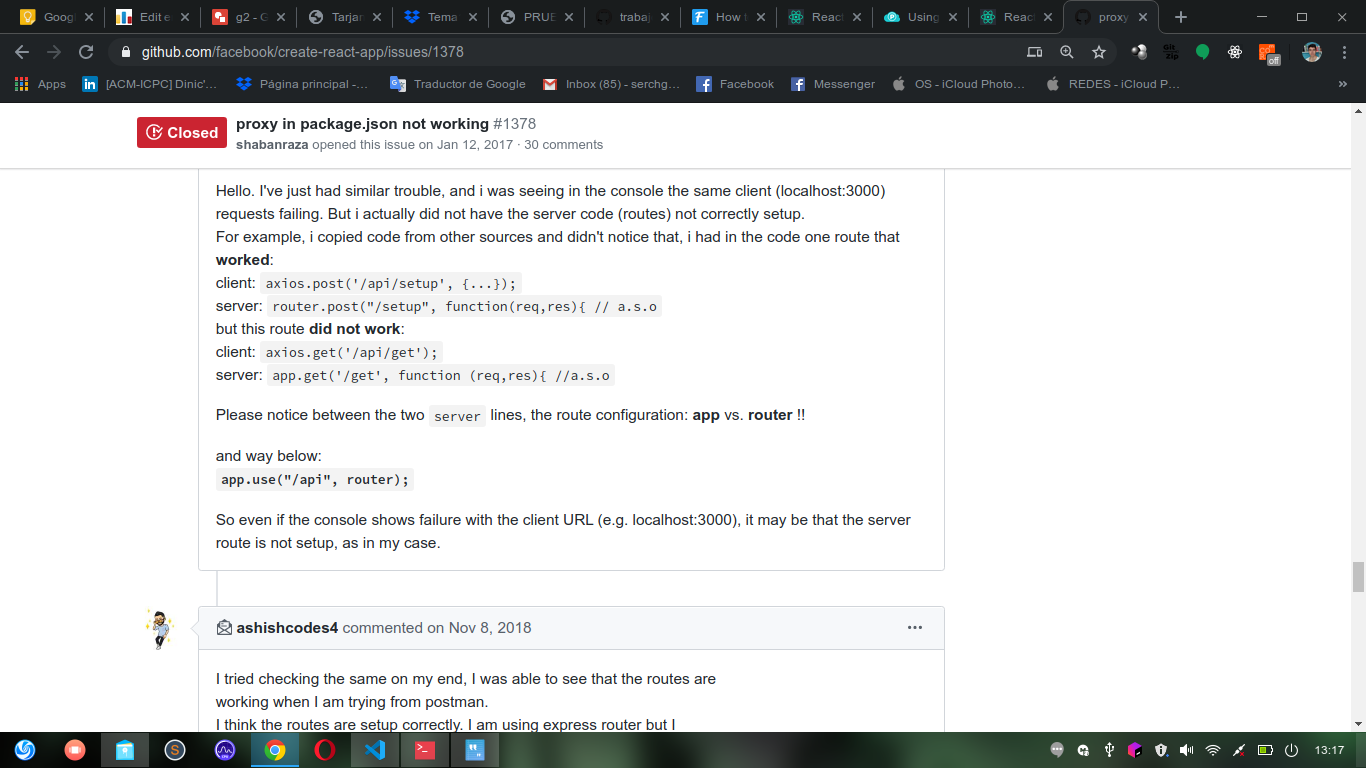 Googl
Edit e
g2 - G
Tarjan
Tema
PRUE
trabaj
How t
React
Using
React
proxy
github.com/facebook/create-react-app/issues/1378
Git
Zip
off
Apps
[ACM-ICPC] Dinic'...
Página principal -...
Traductor de Google
Inbox (85) - serchg...
Facebook
Messenger
OS - iCloud Photo...
REDES - iCloud P...
»
Closed
proxy in package.json not working #1378
shabanraza opened this issue on Jan 12, 2017 · 30 comments
Hello. I've just had similar trouble, and i was seeing in the console the same client (localhost:3000)
requests failing. But i actually did not have the server code (routes) not correctly setup.
For example, i copied code from other sources and didn't notice that, i had in the code one route that
worked:
client: axios.post('/api/setup', {...});
server: router.post("/setup", function(req,res){ // a.s.o
but this route did not work:
client: axios.get('/api/get');
server: app.get('/get', function (req,res){ //a.s.o
Please notice between the two server lines, the route configuration: app vs. router !!
and way below:
app.use("/api", router);
So even if the console shows failure with the client URL (e.g. localhost:3000), it may be that the server
route is not setup, as in my case.
ashishcodes4 commented on Nov 8, 2018
I tried checking the same on my end, I was able to see that the routes are
working when I am trying from postman.
I think the routes are setup correctly. I am using express router but I
13:17